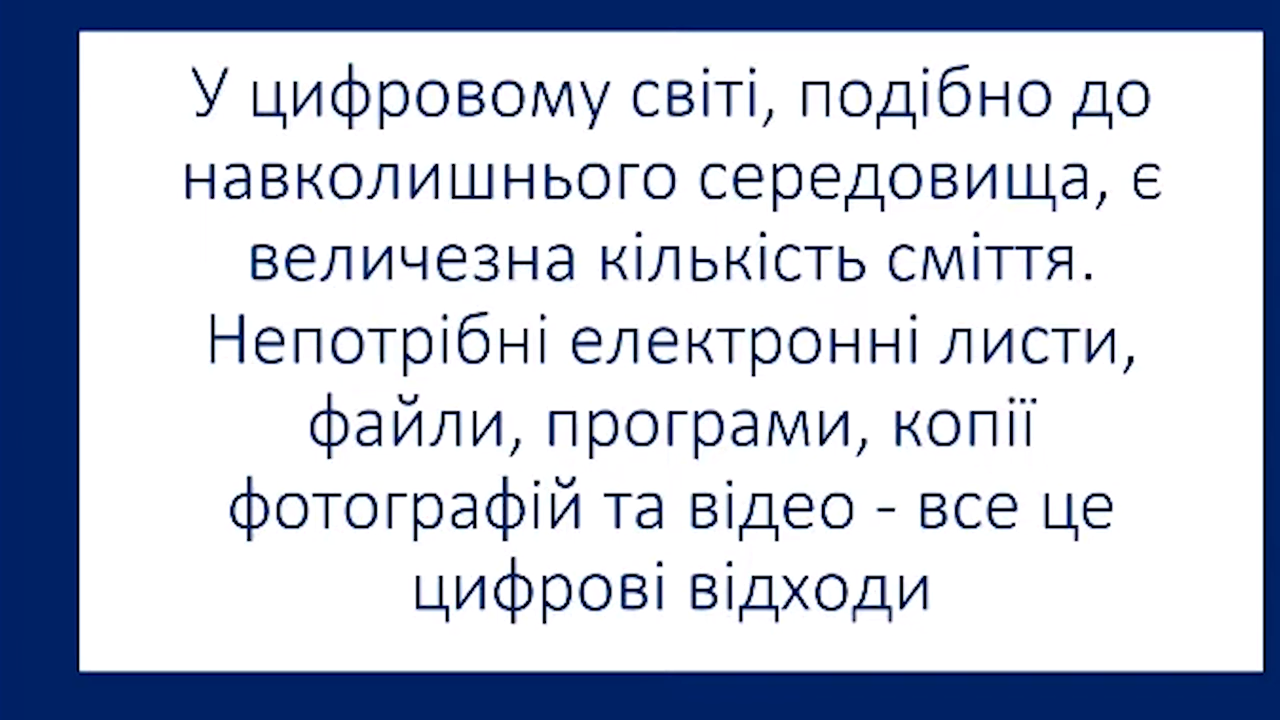 У цифровому світі, подібно до
навколишнього середовища, є
величезна кількість сміття.
Непотрібні електронні листи,
файли, програми, копії
фотографій та відео - все це
цифрові відходи